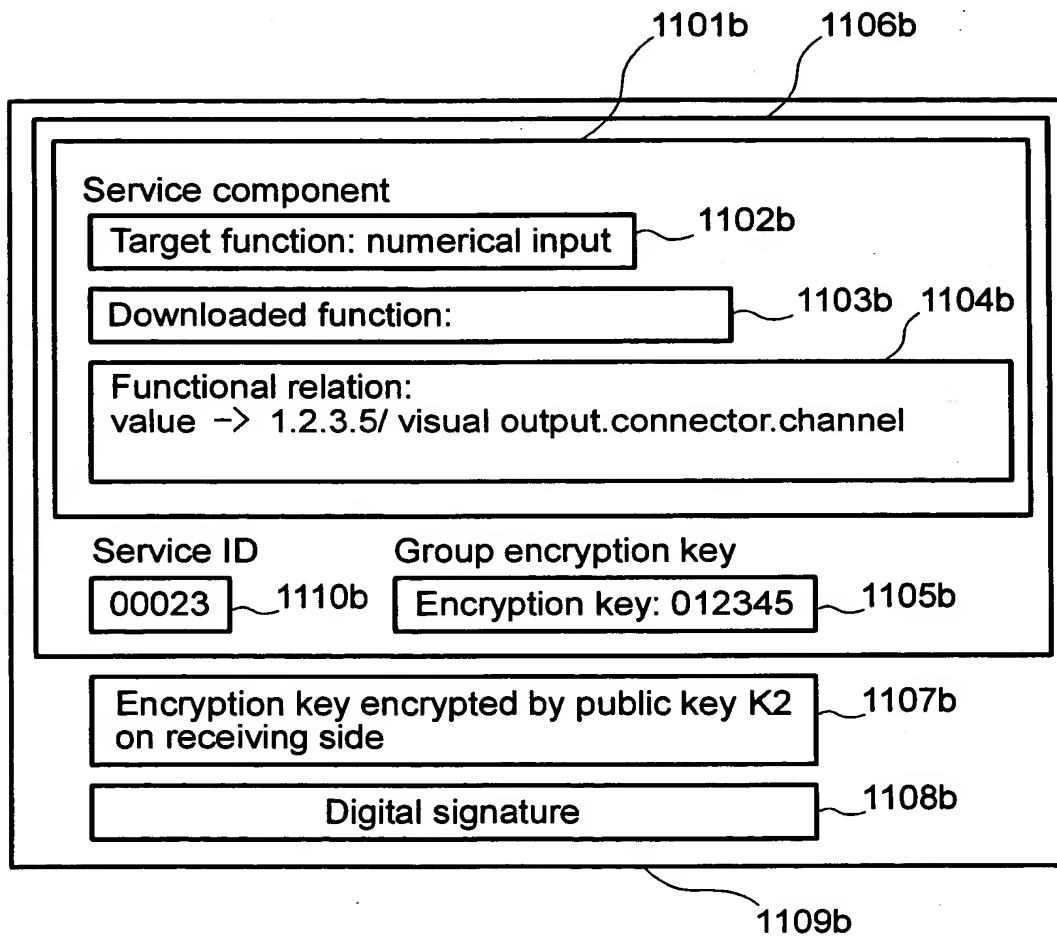 1101b
1106b
Service component
Target function: numerical input
1102b
Downloaded function:
1103b
1104b
Functional relation:
value -> 1.2.3.5/ visual output.connector.channel
Service ID
Group encryption key
00023
1110b
Encryption key: 012345
1105b
Encryption key encrypted by public key K2
on receiving side
1107b
Digital signature
1108b
1109b